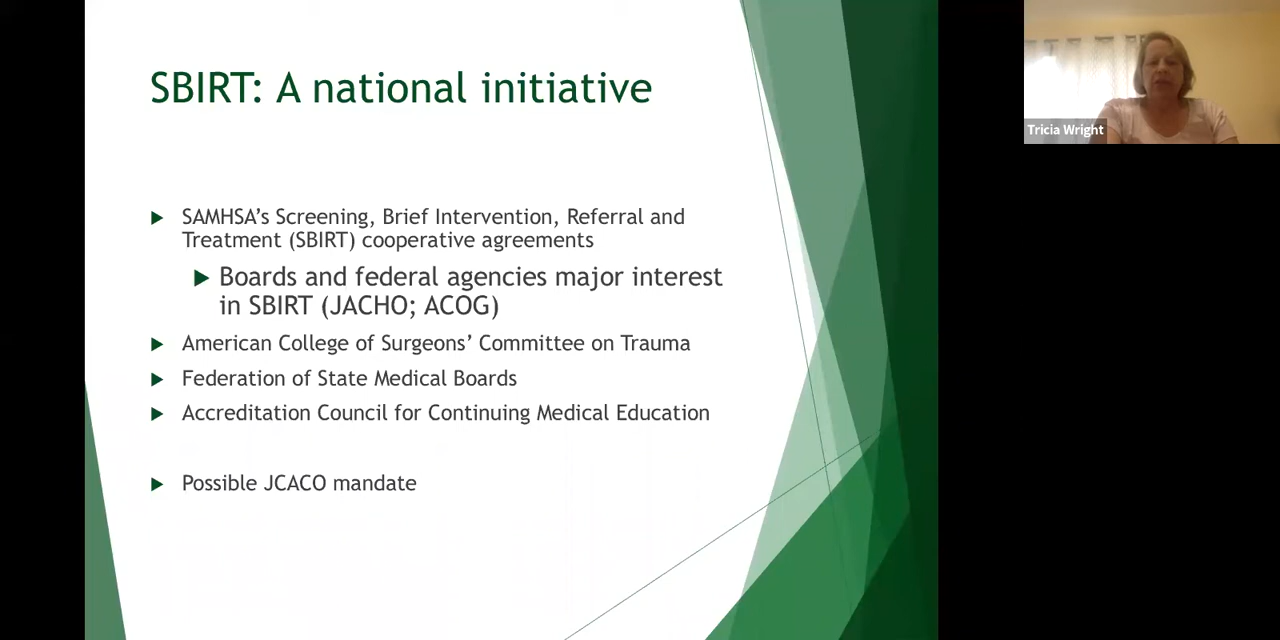 SBIRT: A national initiative
SAMHSA's Screening, Brief Intervention, Referral and
Treatment (SBIRT) cooperative agreements
Boards and federal agencies major interest
in SBIRT (JACHO; ACOG)
American College of Surgeons' Committee on Trauma
Federation of State Medical Boards
Accreditation Council for Continuing Medical Education
Possible JCACO mandate
Tricia Wright